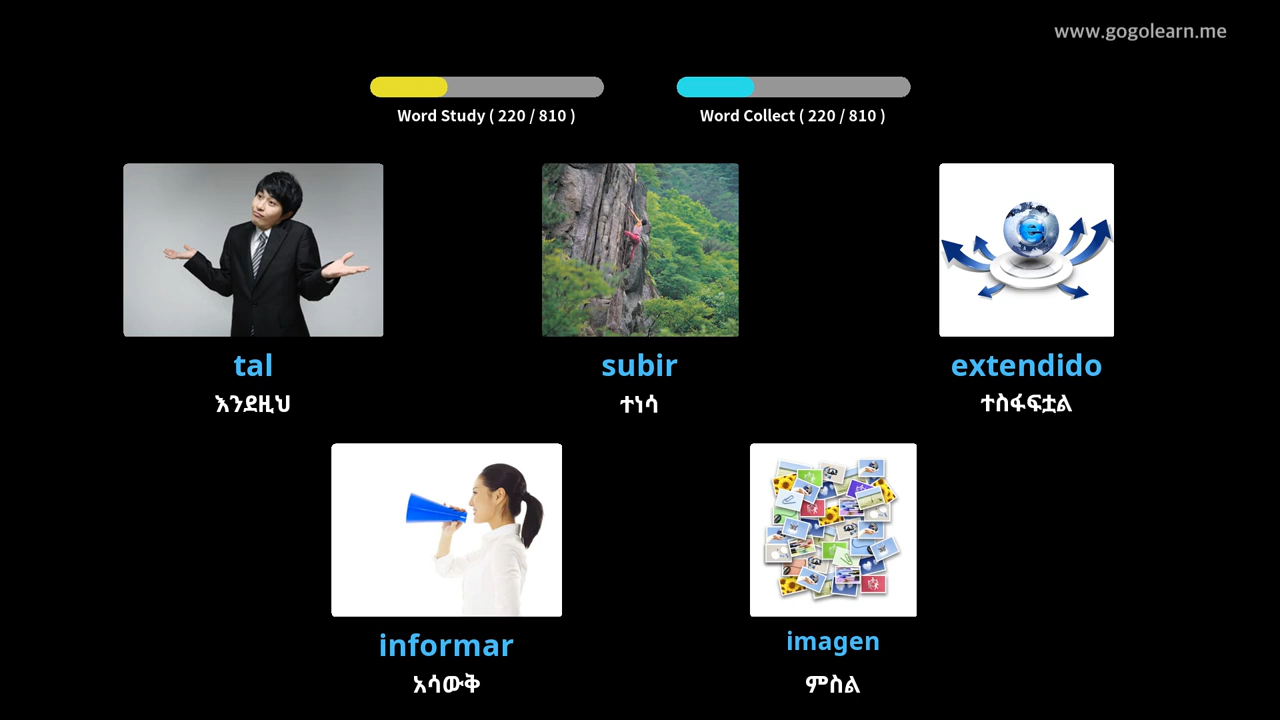 www.gogolearn.me
Word Study ( 220 / 810 )
Word Collect ( 220 / 810 )
tal
subir
extendido
እንደዚህ
ተነሳ
ተስፋፍቷል
informar
imagen
አሳውቅ
ምስል